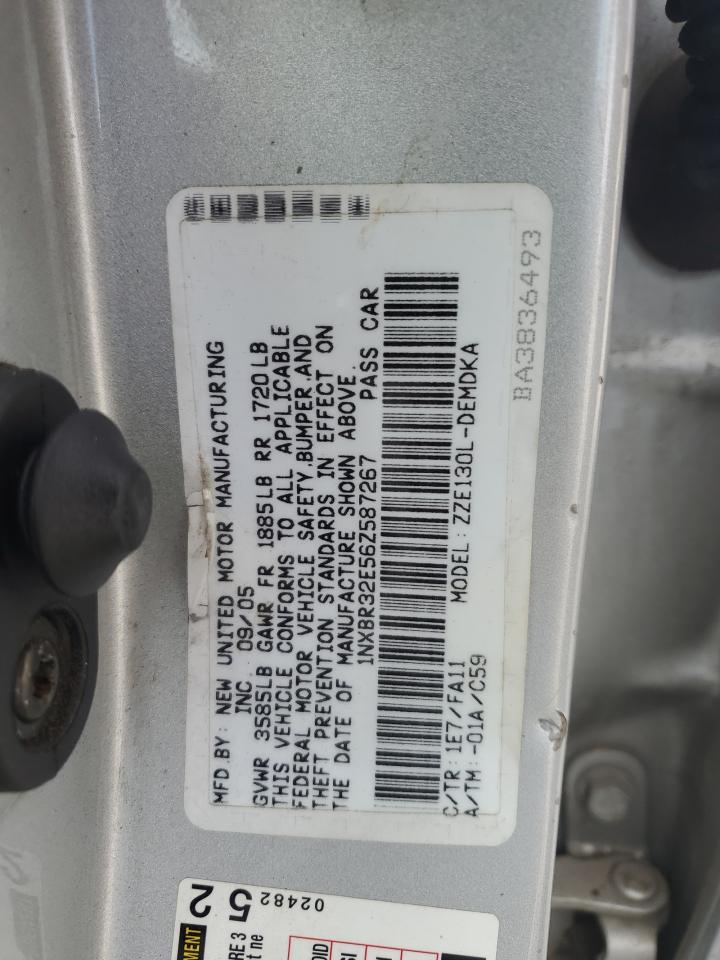 MFD.BY: NEW UNITED MOTOR MANUFACTURING
INC. 09/05
GVWR 3585LB GAWR FR 1885LB RR 1720LB
THIS VEHICLE CONFORMS TO ALL APPLICABLE
FEDERAL MOTOR VEHICLE SAFETY,BUMPER,AND
THEFT PREVENTION STANDARDS IN EFFECT ON
THE DATE OF MANUFACTURE SHOWN ABOVE.
1NXBR32E56Z587267 PASS CAR
C/TR:1E7/FA11 MODEL:ZZE130L-DEMDKA
A/TM:-01A/C59
BA3836493
2
5
02482